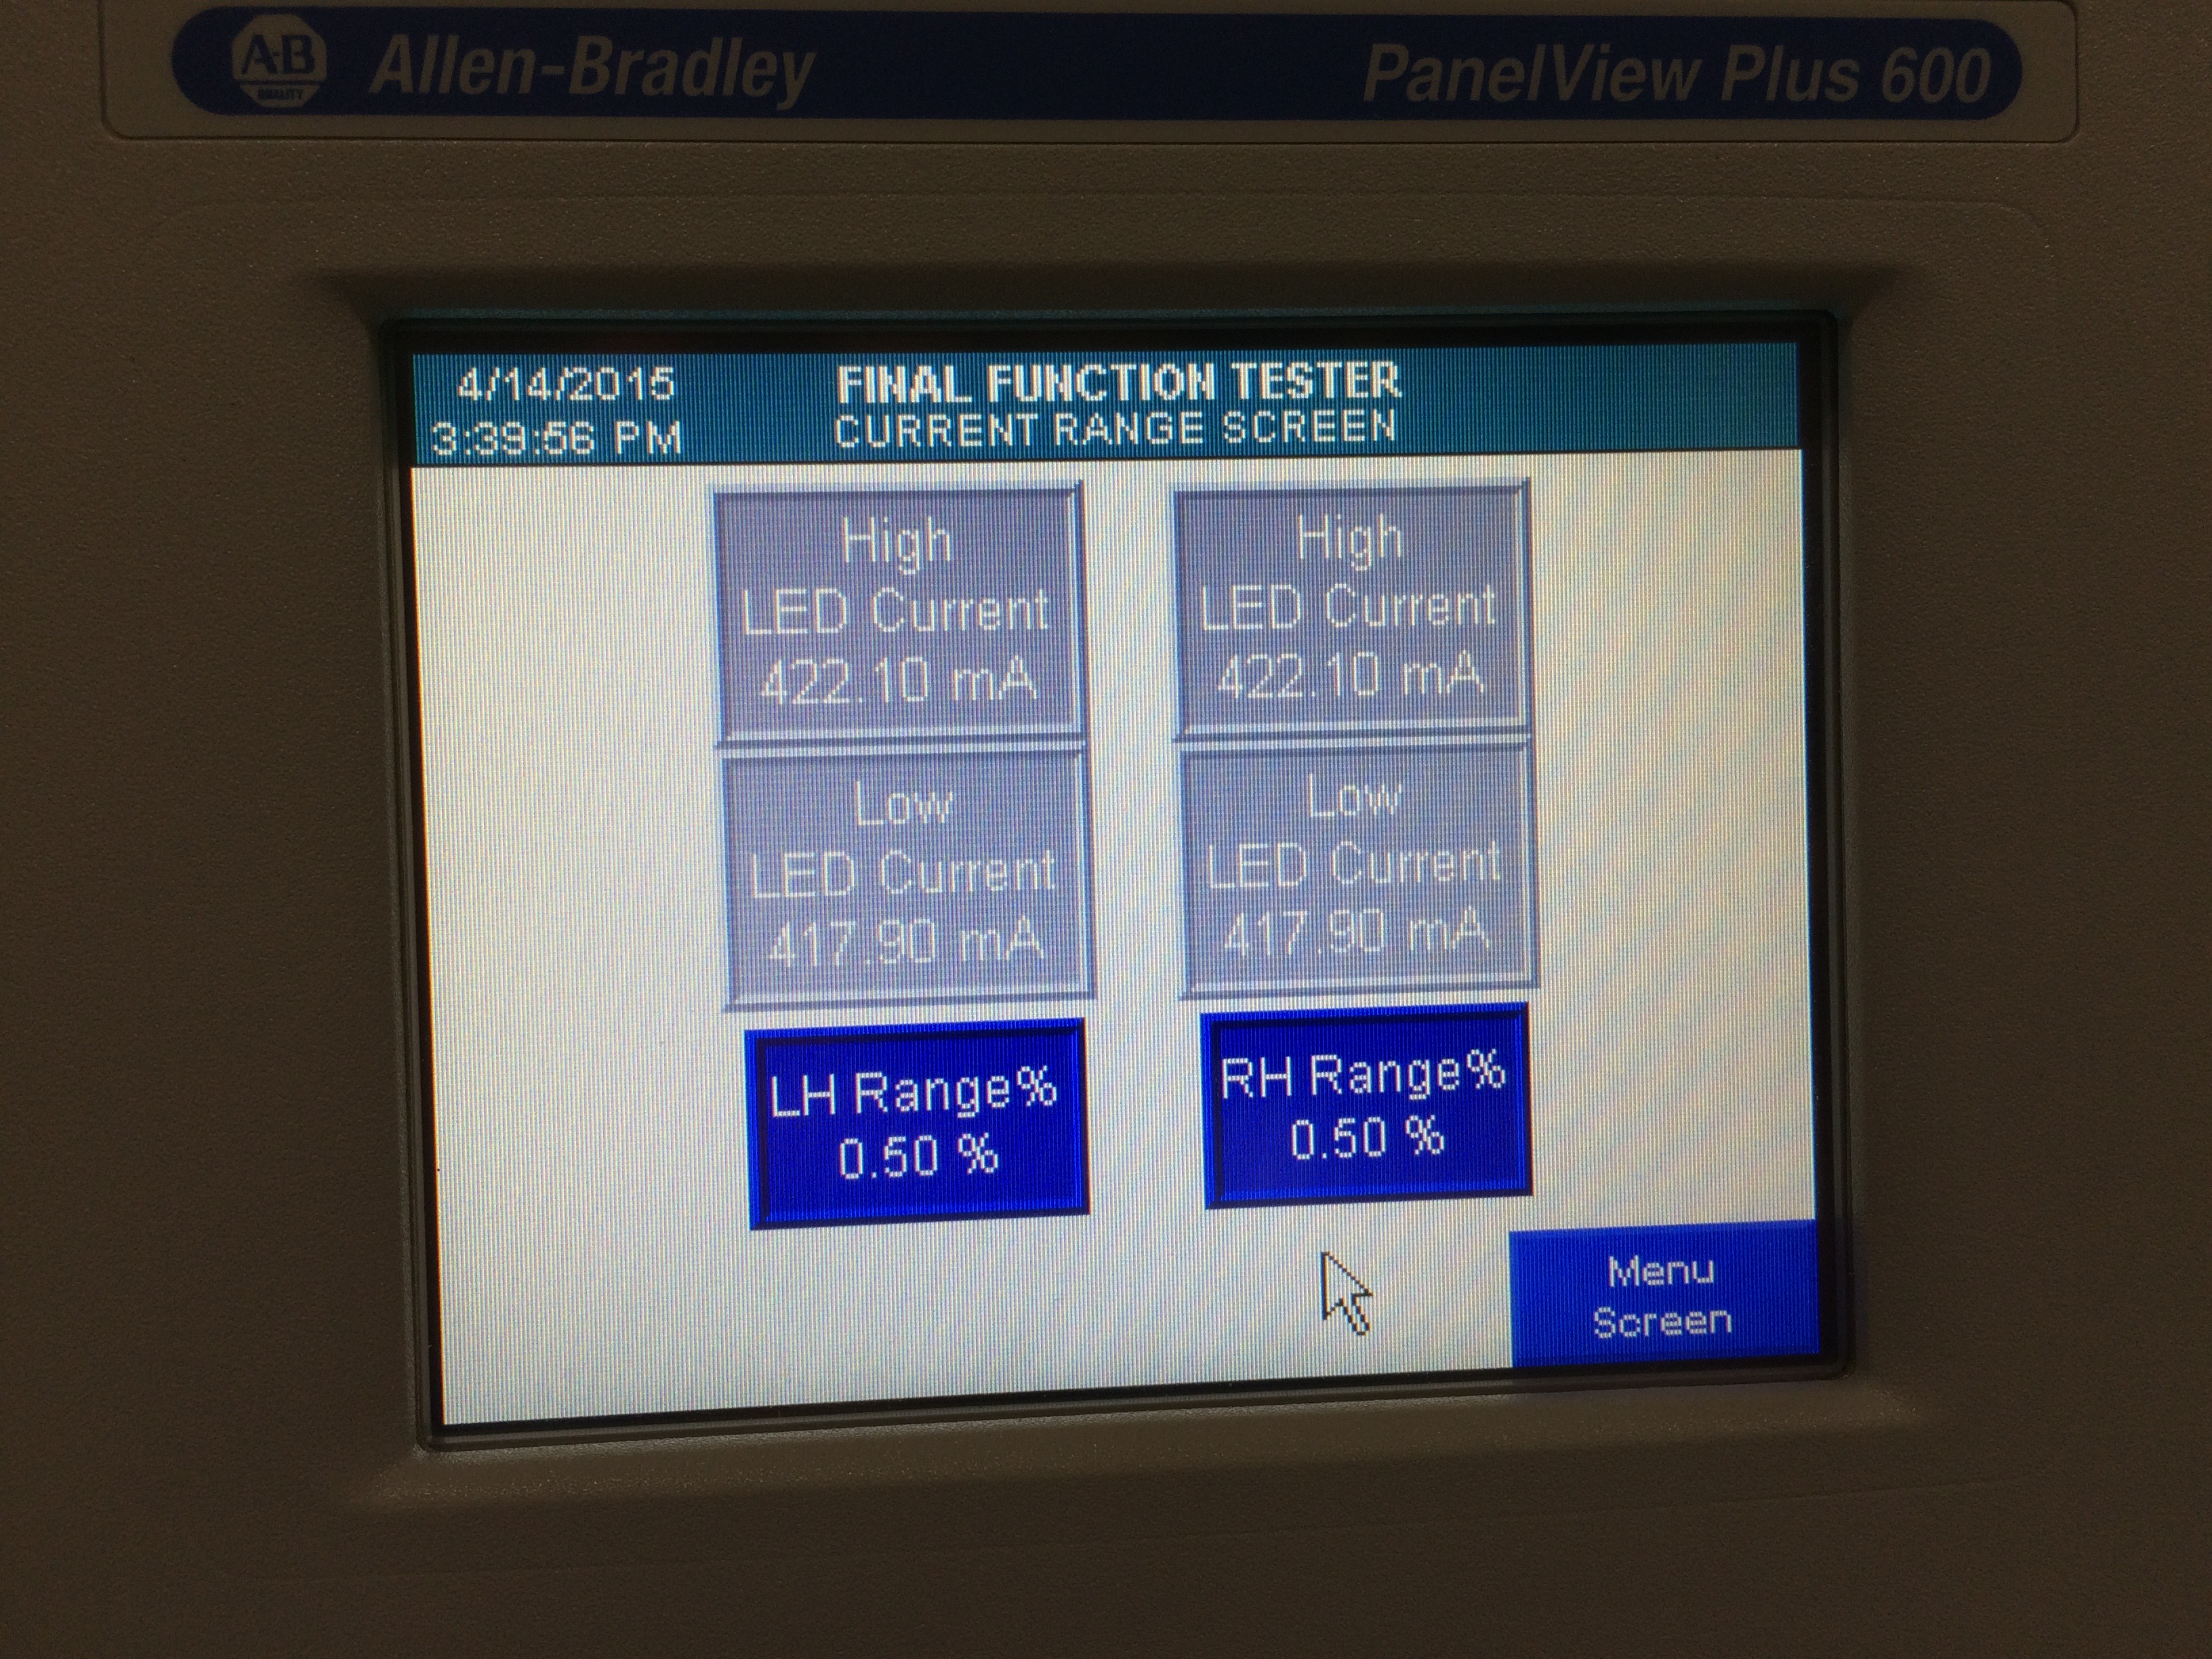 A-B
QUALITY
Allen-Bradley
PanelView Plus 600
4/14/2015
3:39:56 PM
FINAL FUNCTION TESTER
CURRENT RANGE SCREEN
High
LED Current
422.10 mA
High
LED Current
422.10 mA
Low
LED Current
417.90 mA
Low
LED Current
417.90 mA
LH Range%
0.50 %
RH Range%
0.50 %
Menu
Screen